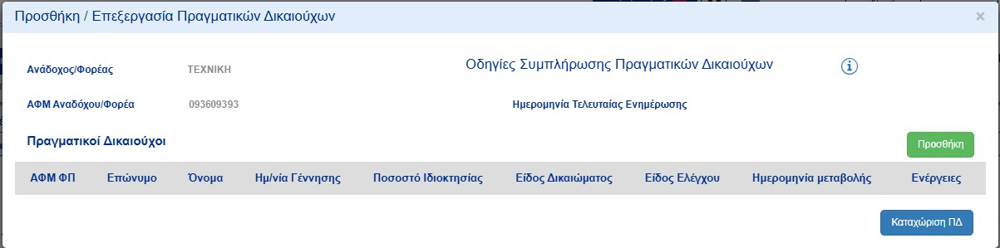 Προσθήκη / Επεξεργασία Πραγματικών Δικαιούχων ×
Ανάδοχος/Φορέας ΤΕΧΝΙΚΗ Οδηγίες Συμπλήρωσης Πραγματικών Δικαιούχων i
ΑΦΜ Αναδόχου/Φορέα 093609393 Ημερομηνία Τελευταίας Ενημέρωσης
Πραγματικοί Δικαιούχοι Προσθήκη
ΑΦΜ ΦΠ Επώνυμο Όνομα Ημ/νία Γέννησης Ποσοστό Ιδιοκτησίας Είδος Δικαιώματος Είδος Ελέγχου Ημερομηνία μεταβολής Ενέργειες
Καταχώριση ΠΔ